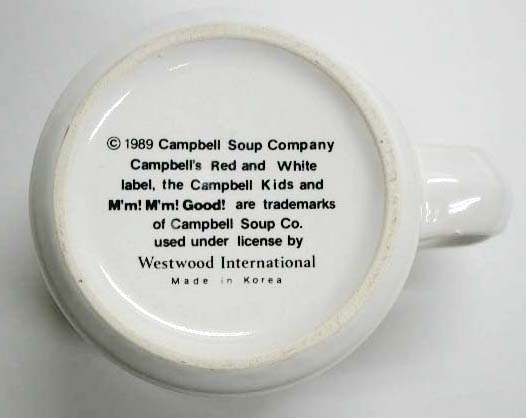 © 1989 Campbell Soup Company
Campbell's Red and White
label, the Campbell Kids and
M'm! M'm! Good! are trademarks
of Campbell Soup Co.
used under license by
Westwood International
Made in Korea